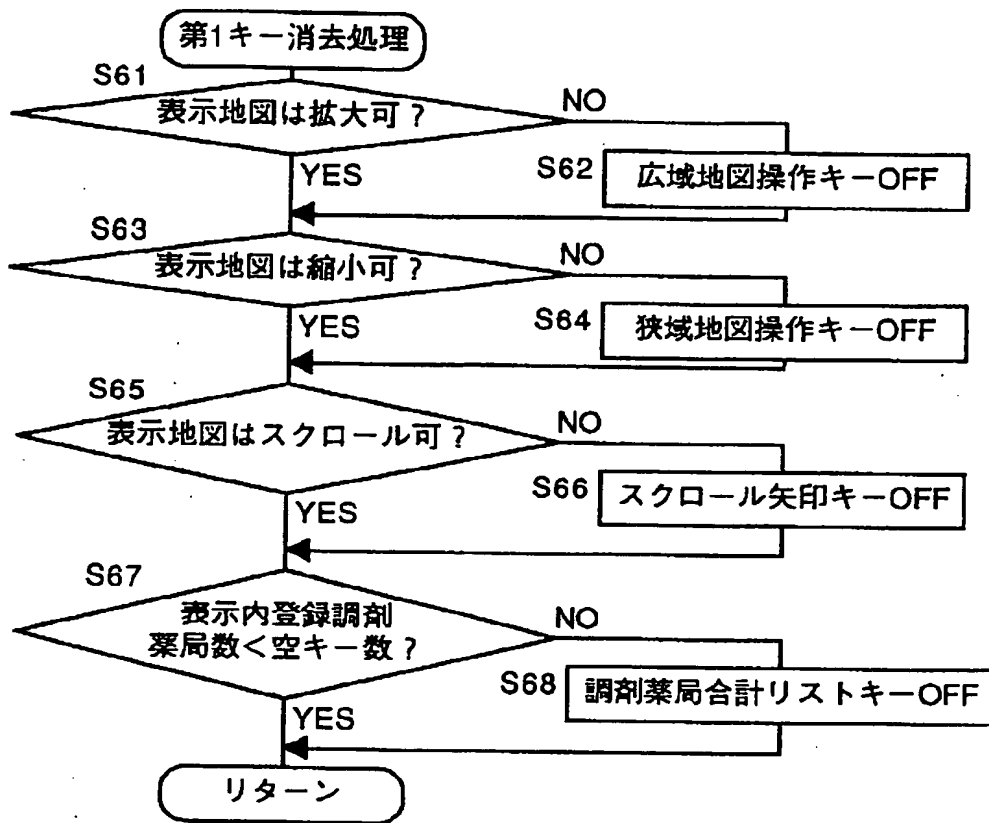 第1キー消去処理
S61
表示地図は拡大可？
NO
YES
S62
広域地図操作キーOFF
S63
表示地図は縮小可？
NO
YES
S64
狭域地図操作キーOFF
S65
表示地図はスクロール可？
NO
YES
S66
スクロール矢印キーOFF
S67
表示内登録調剤
薬局数＜空キー数？
NO
YES
S68
調剤薬局合計リストキーOFF
リターン